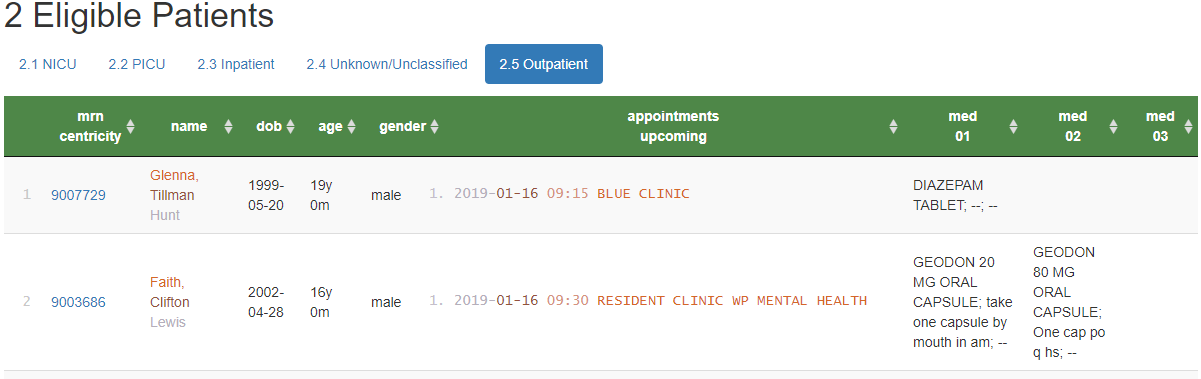 2 Eligible Patients
2.1 NICU 2.2 PICU 2.3 Inpatient 2.4 Unknown/Unclassified 2.5 Outpatient
mrn centricity name dob age gender appointments upcoming med 01 med 02 med 03
1 9007729 Glenna, Tillman Hunt 1999-05-20 19y 0m male 1. 2019-01-16 09:15 BLUE CLINIC DIAZEPAM TABLET; --; --
2 9003686 Faith, Clifton Lewis 2002-04-28 16y 0m male 1. 2019-01-16 09:30 RESIDENT CLINIC WP MENTAL HEALTH GEODON 20 MG ORAL CAPSULE; take one capsule by mouth in am; -- GEODON 80 MG ORAL CAPSULE; One cap po q hs; --